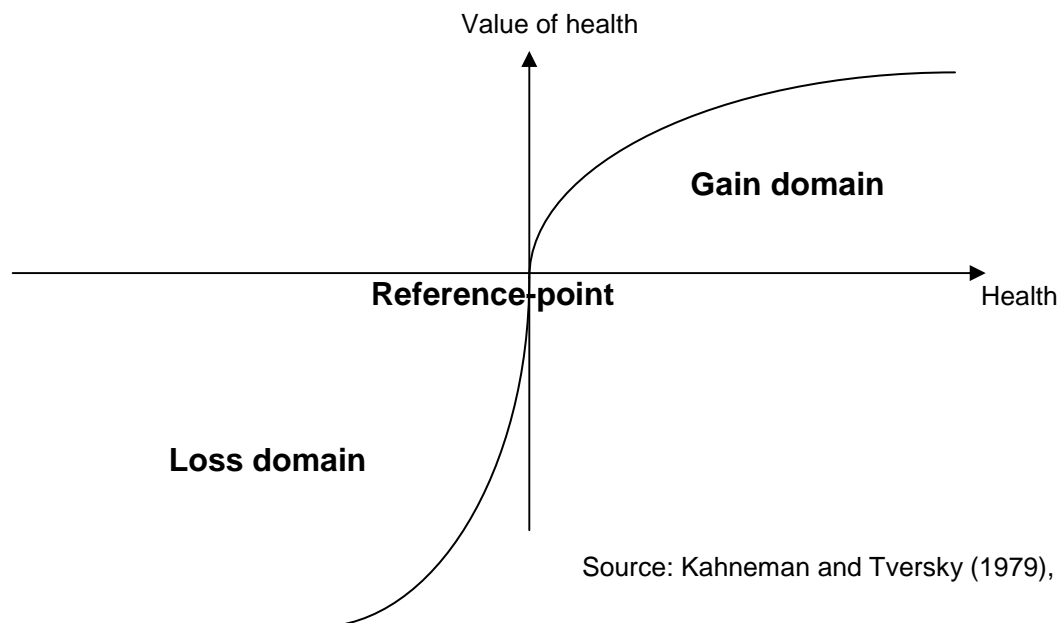 Value of health
Gain domain
Reference-point
Health
Loss domain
Source: Kahneman and Tversky (1979),